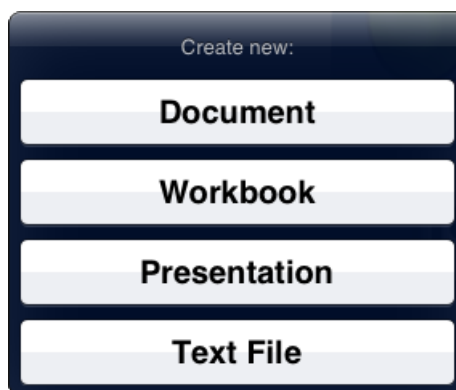 Create new:
Document
Workbook
Presentation
Text File